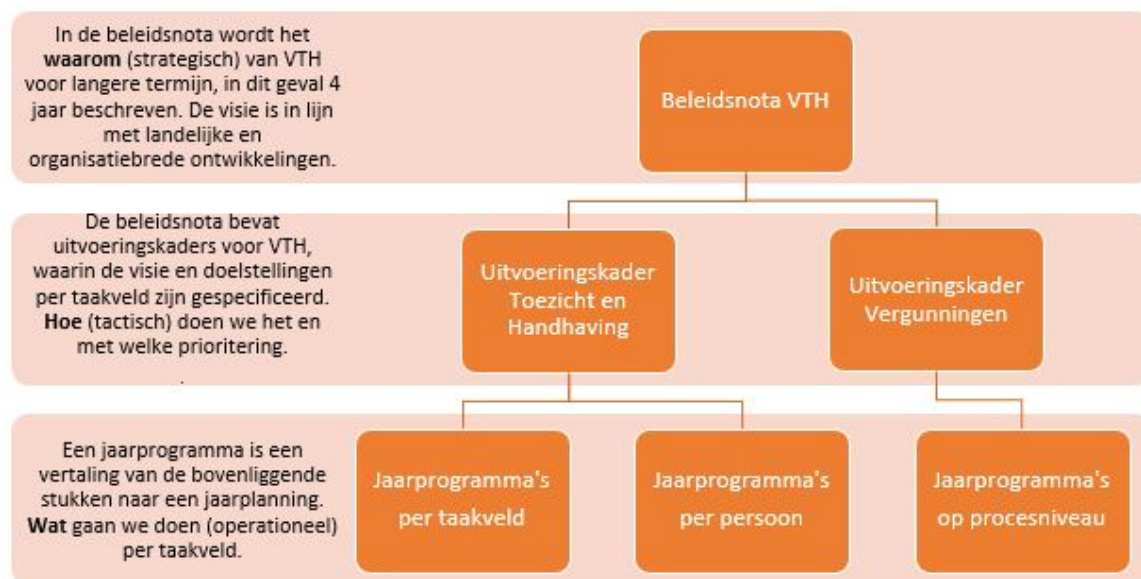 In de beleidsnota wordt het
waarom (strategisch) van VTH
voor langere termijn, in dit geval 4
jaar beschreven. De visie is in lijn
met landelijke en
organisatiebrede ontwikkelingen.
Beleidsnota VTH
De beleidsnota bevat
uitvoeringskaders voor VTH,
waarin de visie en doelstellingen
per taakveld zijn gespecificeerd.
Hoe (tactisch) doen we het en
met welke prioritering.
.
Uitvoeringskader
Toezicht en
Handhaving
Uitvoeringskader
Vergunningen
Een jaarprogramma is een
vertaling van de bovenliggende
stukken naar een jaarplanning.
Wat gaan we doen (operationeel)
per taakveld.
Jaarprogramma's
per taakveld
Jaarprogramma's
per persoon
Jaarprogramma's
op procesniveau